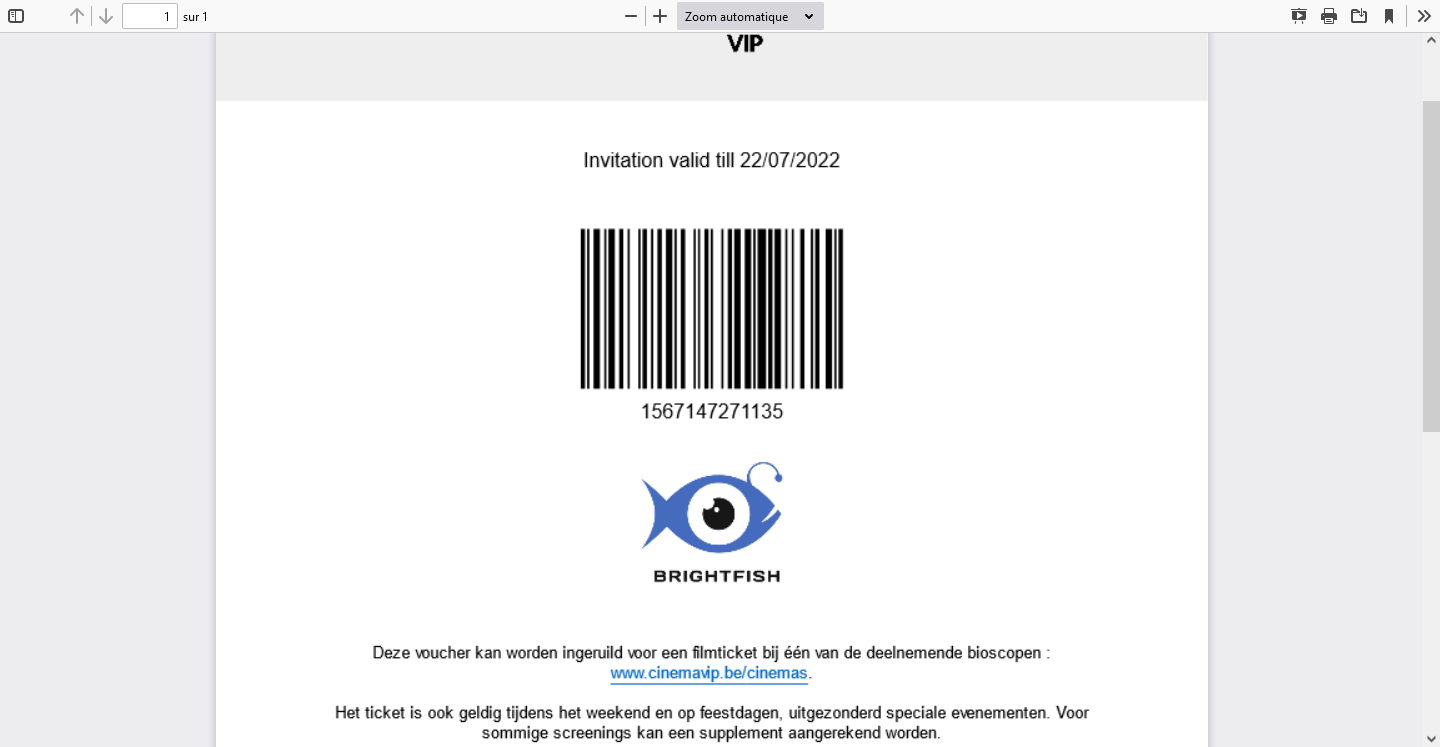 1 sur 1 Zoom automatique
VIP
Invitation valid till 22/07/2022
1567147271135
BRIGHTFISH
Deze voucher kan worden ingeruild voor een filmticket bij één van de deelnemende bioscopen :
www.cinemavip.be/cinemas.
Het ticket is ook geldig tijdens het weekend en op feestdagen, uitgezonderd speciale evenementen. Voor
sommige screenings kan een supplement aangerekend worden.